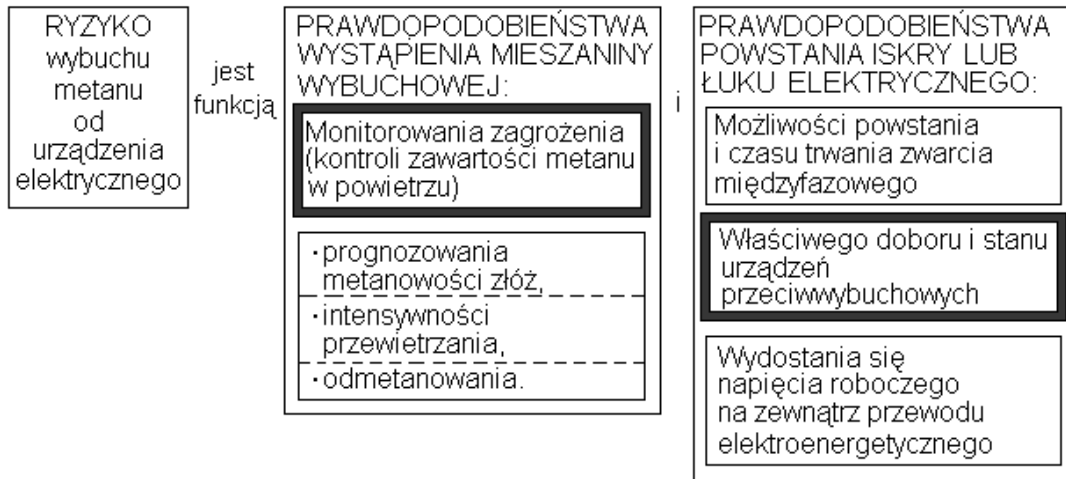 RYZYKO
wybuchu
metanu
od
urządzenia
elektrycznego
jest
funkcją
PRAWDOPODOBIEŃSTWA
WYSTĄPIENIA MIESZANINY
WYBUCHOWEJ:
Monitorowania zagrożenia
(kontroli zawartości metanu
w powietrzu)
·prognozowania
metanowości złóż,
·intensywności
przewietrzania,
·odmetanowania.
i
PRAWDOPODOBIEŃSTWA
POWSTANIA ISKRY LUB
ŁUKU ELEKTRYCZNEGO:
Możliwości powstania
i czasu trwania zwarcia
międzyfazowego
Właściwego doboru i stanu
urządzeń
przeciwwybuchowych
Wydostania się
napięcia roboczego
na zewnątrz przewodu
elektroenergetycznego